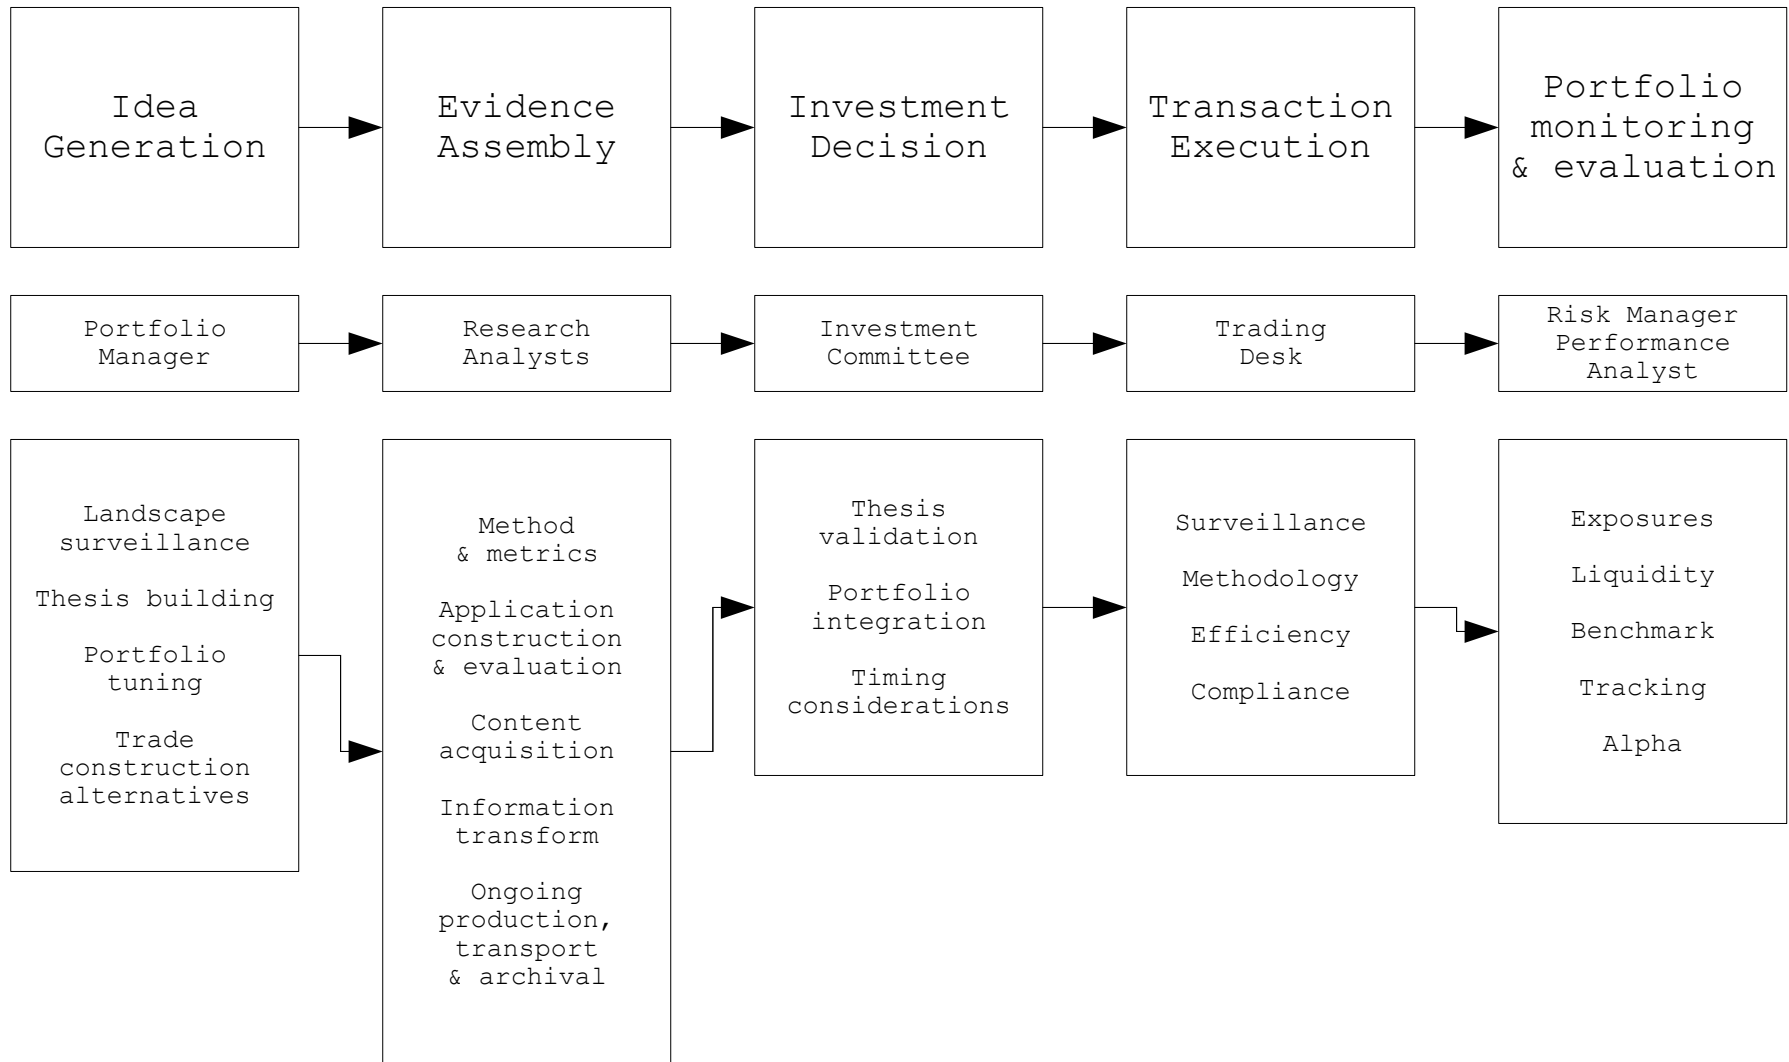 Idea
Generation
Evidence
Assembly
Investment
Decision
Transaction
Execution
Portfolio
monitoring
& evaluation
Portfolio
Manager
Research
Analysts
Investment
Committee
Trading
Desk
Risk Manager
Performance
Analyst
Landscape
surveillance
Thesis building
Portfolio
tuning
Trade
construction
alternatives
Method
& metrics
Application
construction
& evaluation
Content
acquisition
Information
transform
Ongoing
production,
transport
& archival
Thesis
validation
Portfolio
integration
Timing
considerations
Surveillance
Methodology
Efficiency
Compliance
Exposures
Liquidity
Benchmark
Tracking
Alpha